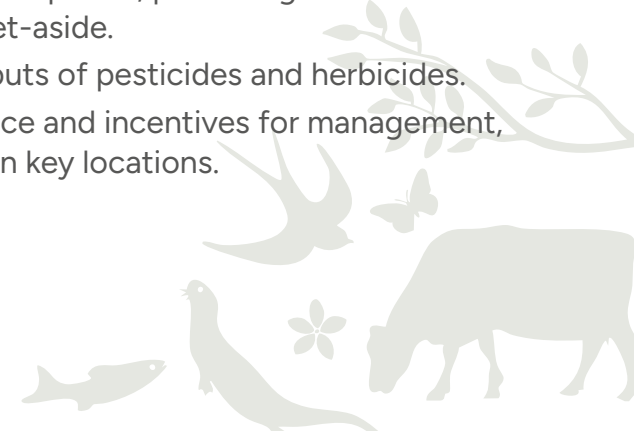 et-aside.
outs of pesticides and herbicides.
ce and incentives for management,
n key locations.